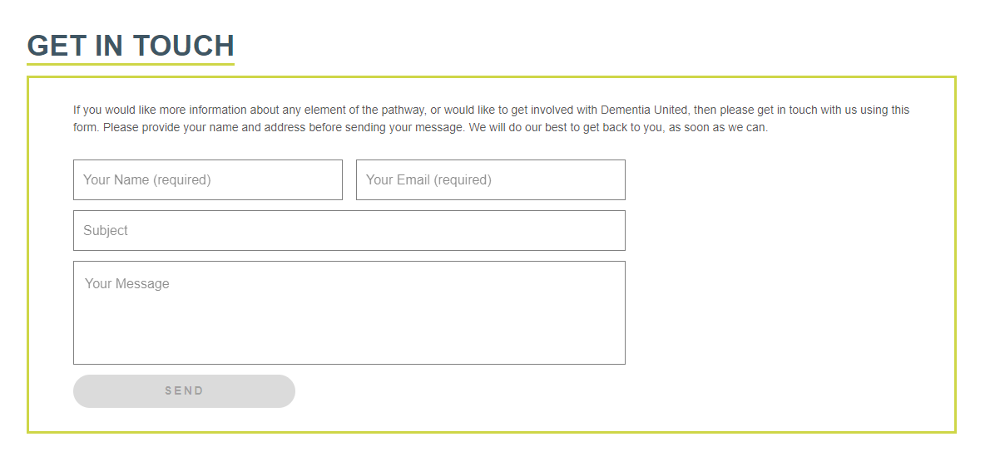 GET IN TOUCH
If you would like more information about any element of the pathway, or would like to get involved with Dementia United, then please get in touch with us using this
form. Please provide your name and address before sending your message. We will do our best to get back to you, as soon as we can.
Your Name (required)
Your Email (required)
Subject
Your Message
SEND